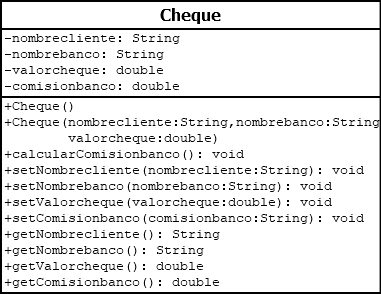 Cheque
-nombrecliente: String
-nombrebanco: String
-valorcheque: double
-comisionbanco: double
+Cheque()
+Cheque(nombrecliente:String,nombrebanco:String
valorcheque:double)
+calcularComisionbanco(): void
+setNombrecliente(nombrecliente:String): void
+setNombrebanco(nombrebanco:String): void
+setValorcheque(valorcheque:double): void
+setComisionbanco(comisionbanco:String): void
+getNombrecliente(): String
+getNombrebanco(): String
+getValorcheque(): double
+getComisionbanco(): double